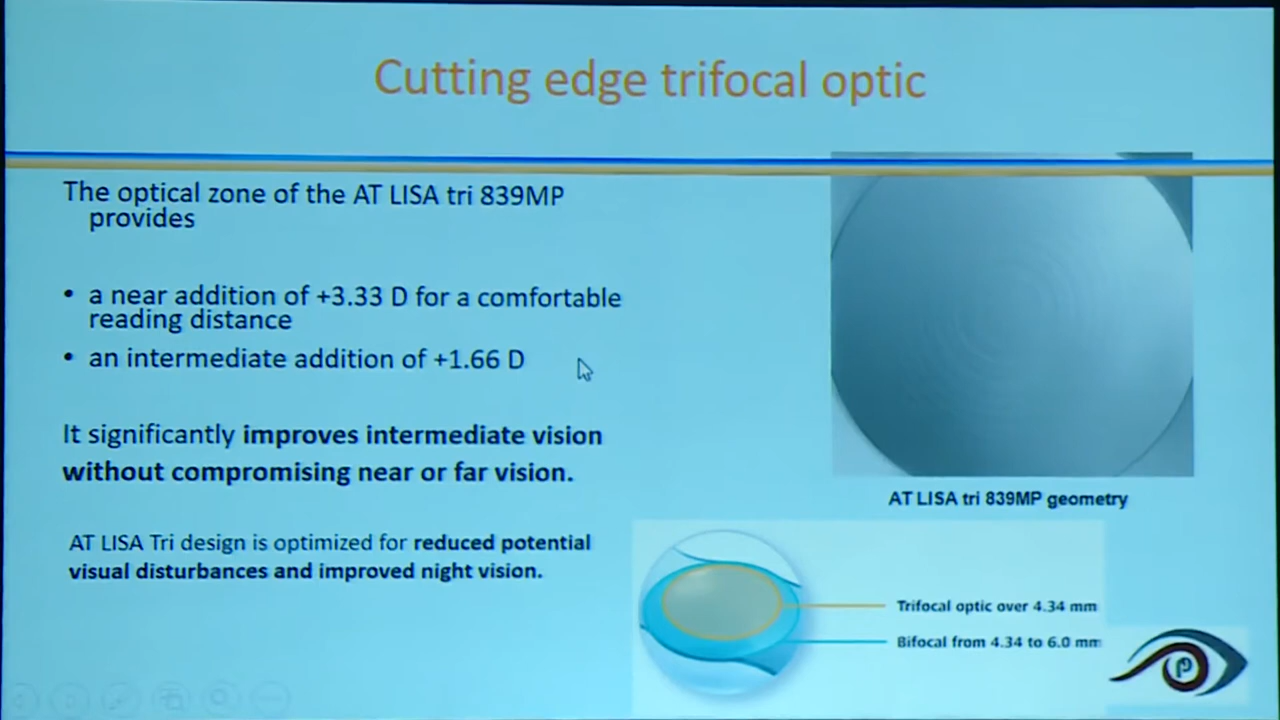 Cutting edge trifocal optic
The optical zone of the AT LISA tri 839MP
provides
• a near addition of +3.33 D for a comfortable
reading distance
• an intermediate addition of +1.66 D
It significantly improves intermediate vision
without compromising near or far vision.
AT LISA Tri design is optimized for reduced potential
visual disturbances and improved night vision.
AT LISA tri 839MP geometry
Trifocal optic over 4.34 mm
Bifocal from 4.34 to 6.0 mm
p